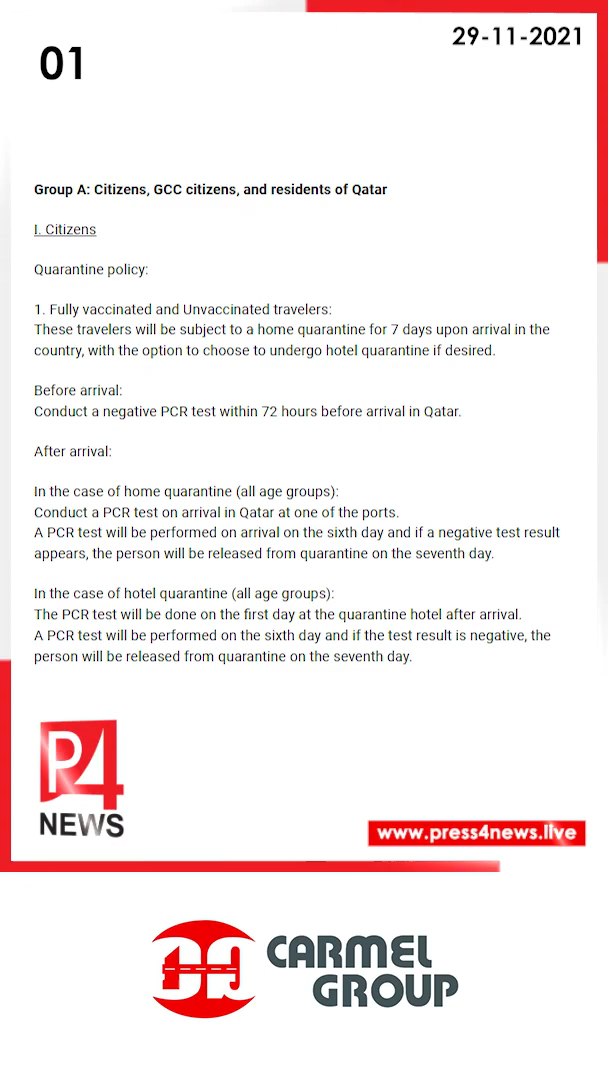 29-11-2021
01
Group A: Citizens, GCC citizens, and residents of Qatar
I. Citizens
Quarantine policy:
1. Fully vaccinated and Unvaccinated travelers:
These travelers will be subject to a home quarantine for 7 days upon arrival in the
country, with the option to choose to undergo hotel quarantine if desired.
Before arrival:
Conduct a negative PCR test within 72 hours before arrival in Qatar.
After arrival:
In the case of home quarantine (all age groups):
Conduct a PCR test on arrival in Qatar at one of the ports.
A PCR test will be performed on arrival on the sixth day and if a negative test result
appears, the person will be released from quarantine on the seventh day.
In the case of hotel quarantine (all age groups):
The PCR test will be done on the first day at the quarantine hotel after arrival.
A PCR test will be performed on the sixth day and if the test result is negative, the
person will be released from quarantine on the seventh day.
P4
NEWS
www.press4news.live
CARMEL
GROUP